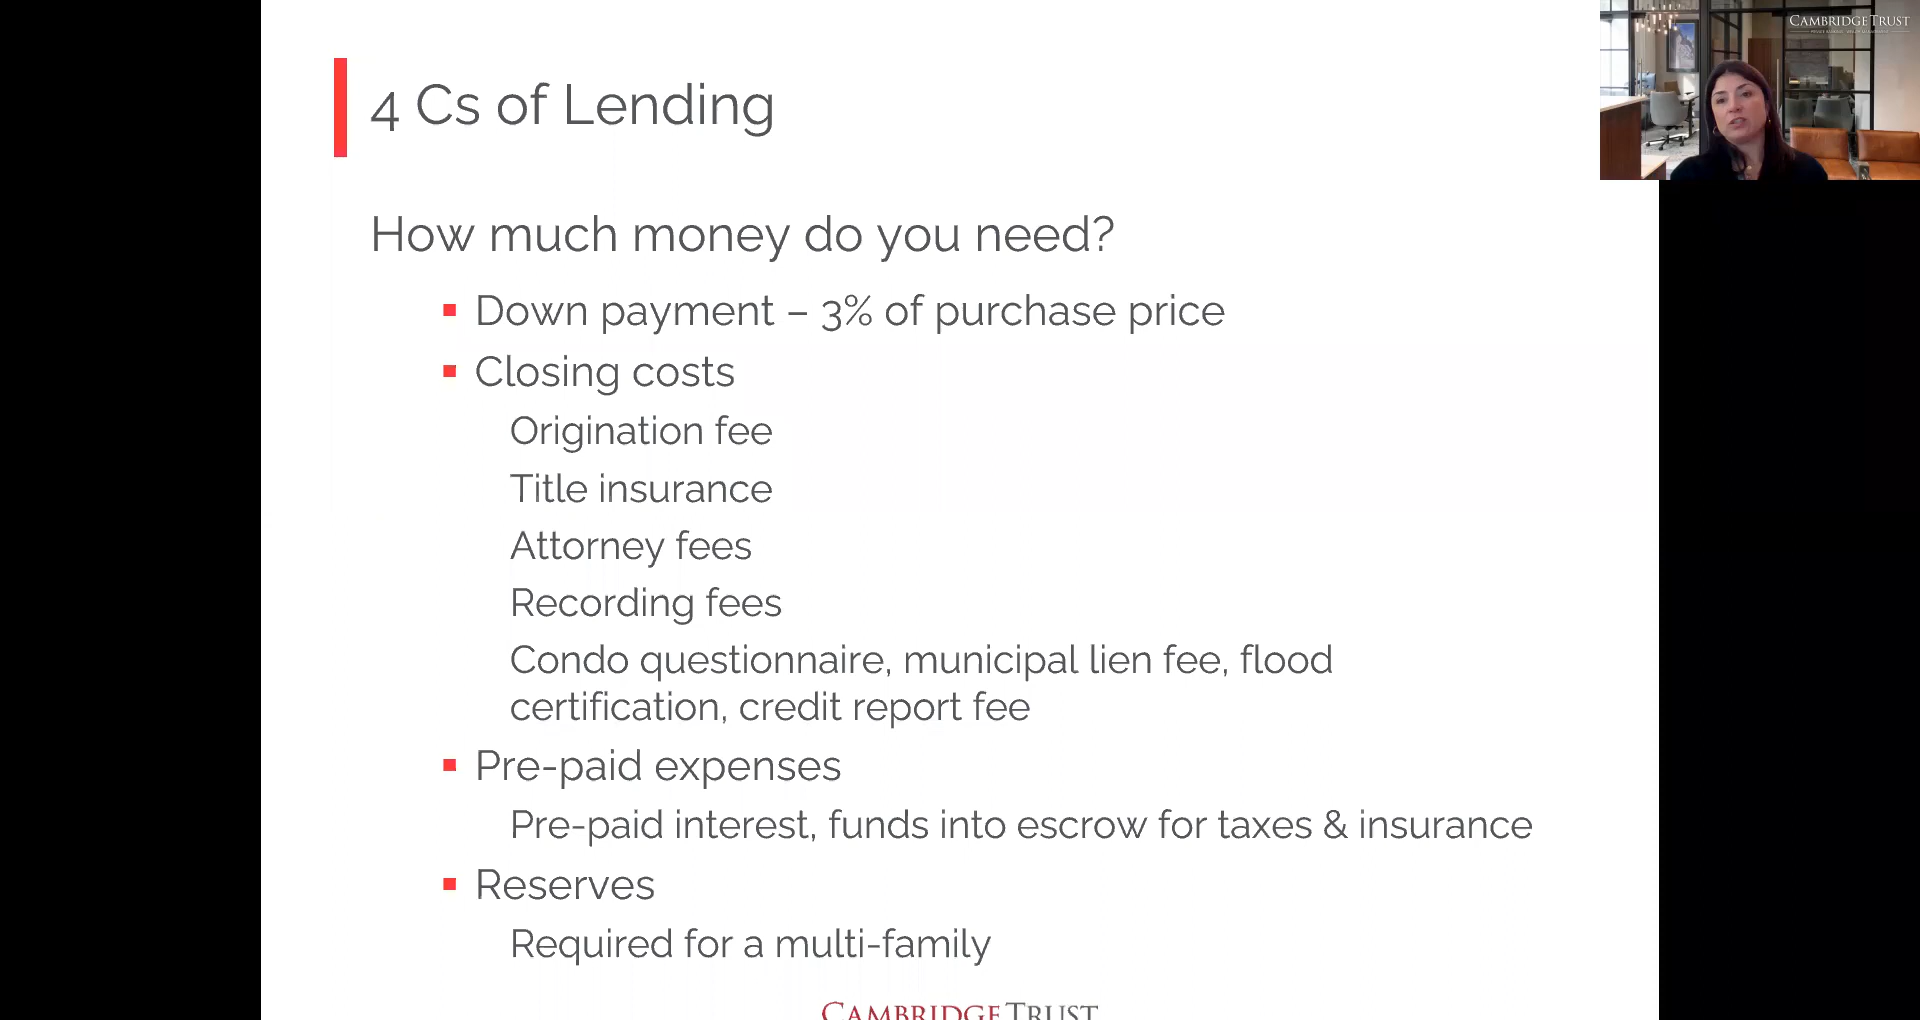 4 Cs of Lending
CAMBRIDGETRUST
How much money do you need?
Down payment – 3% of purchase price
Closing costs
Origination fee
Title insurance
Attorney fees
Recording fees
Condo questionnaire, municipal lien fee, flood
certification, credit report fee
Pre-paid expenses
Pre-paid interest, funds into escrow for taxes & insurance
Reserves
Required for a multi-family
CAMBRIDGETRUST